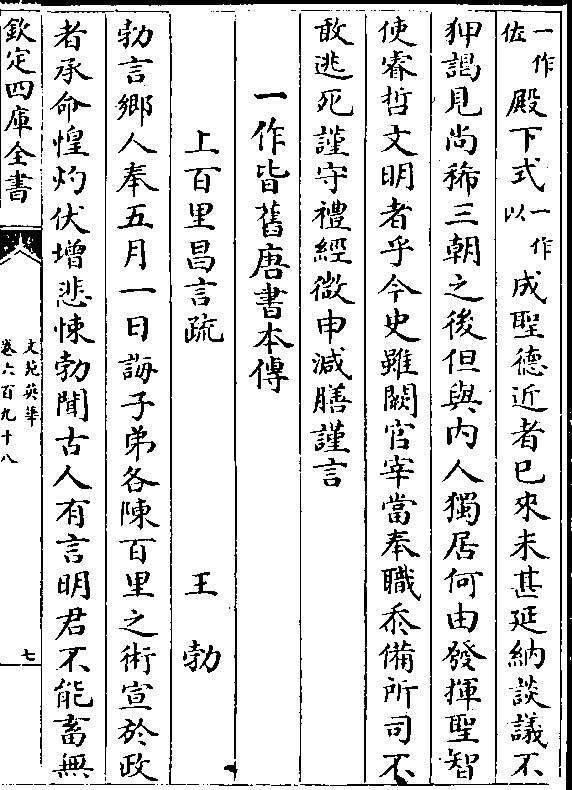 佐一作殿下式以一作成聖德近者已來未甚延納談議不
狎謁見尚稀三朝之後但與内人獨居何由發揮聖智
使睿哲文明者乎今史雖闕官宰當奉職忝備所司不
敢逃死謹守禮經微申減膳謹言
一作皆舊唐書本傳
上百里昌言疏 王勃
勃言鄉人奉五月一日誨子弟各陳百里之術宣於政
者承命惶灼伏增悲悚勃聞古人有言明君不能畜無
欽定四庫全書
文苑英華
卷六百九十八
七